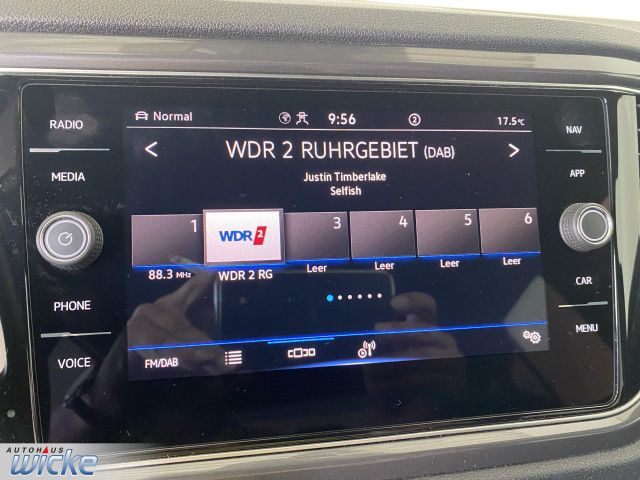 RADIO
MEDIA
PHONE
VOICE
Normal 9:56 2 17.5°C
WDR 2 RUHRGEBIET (DAB)
Justin Timberlake
Selfish
1 WDR 2 3 4 5 6
88.3 MHz WDR 2 RG Leer Leer Leer Leer
FM/DAB
NAV
APP
CAR
MENU
AUTOHAUS
WICKE